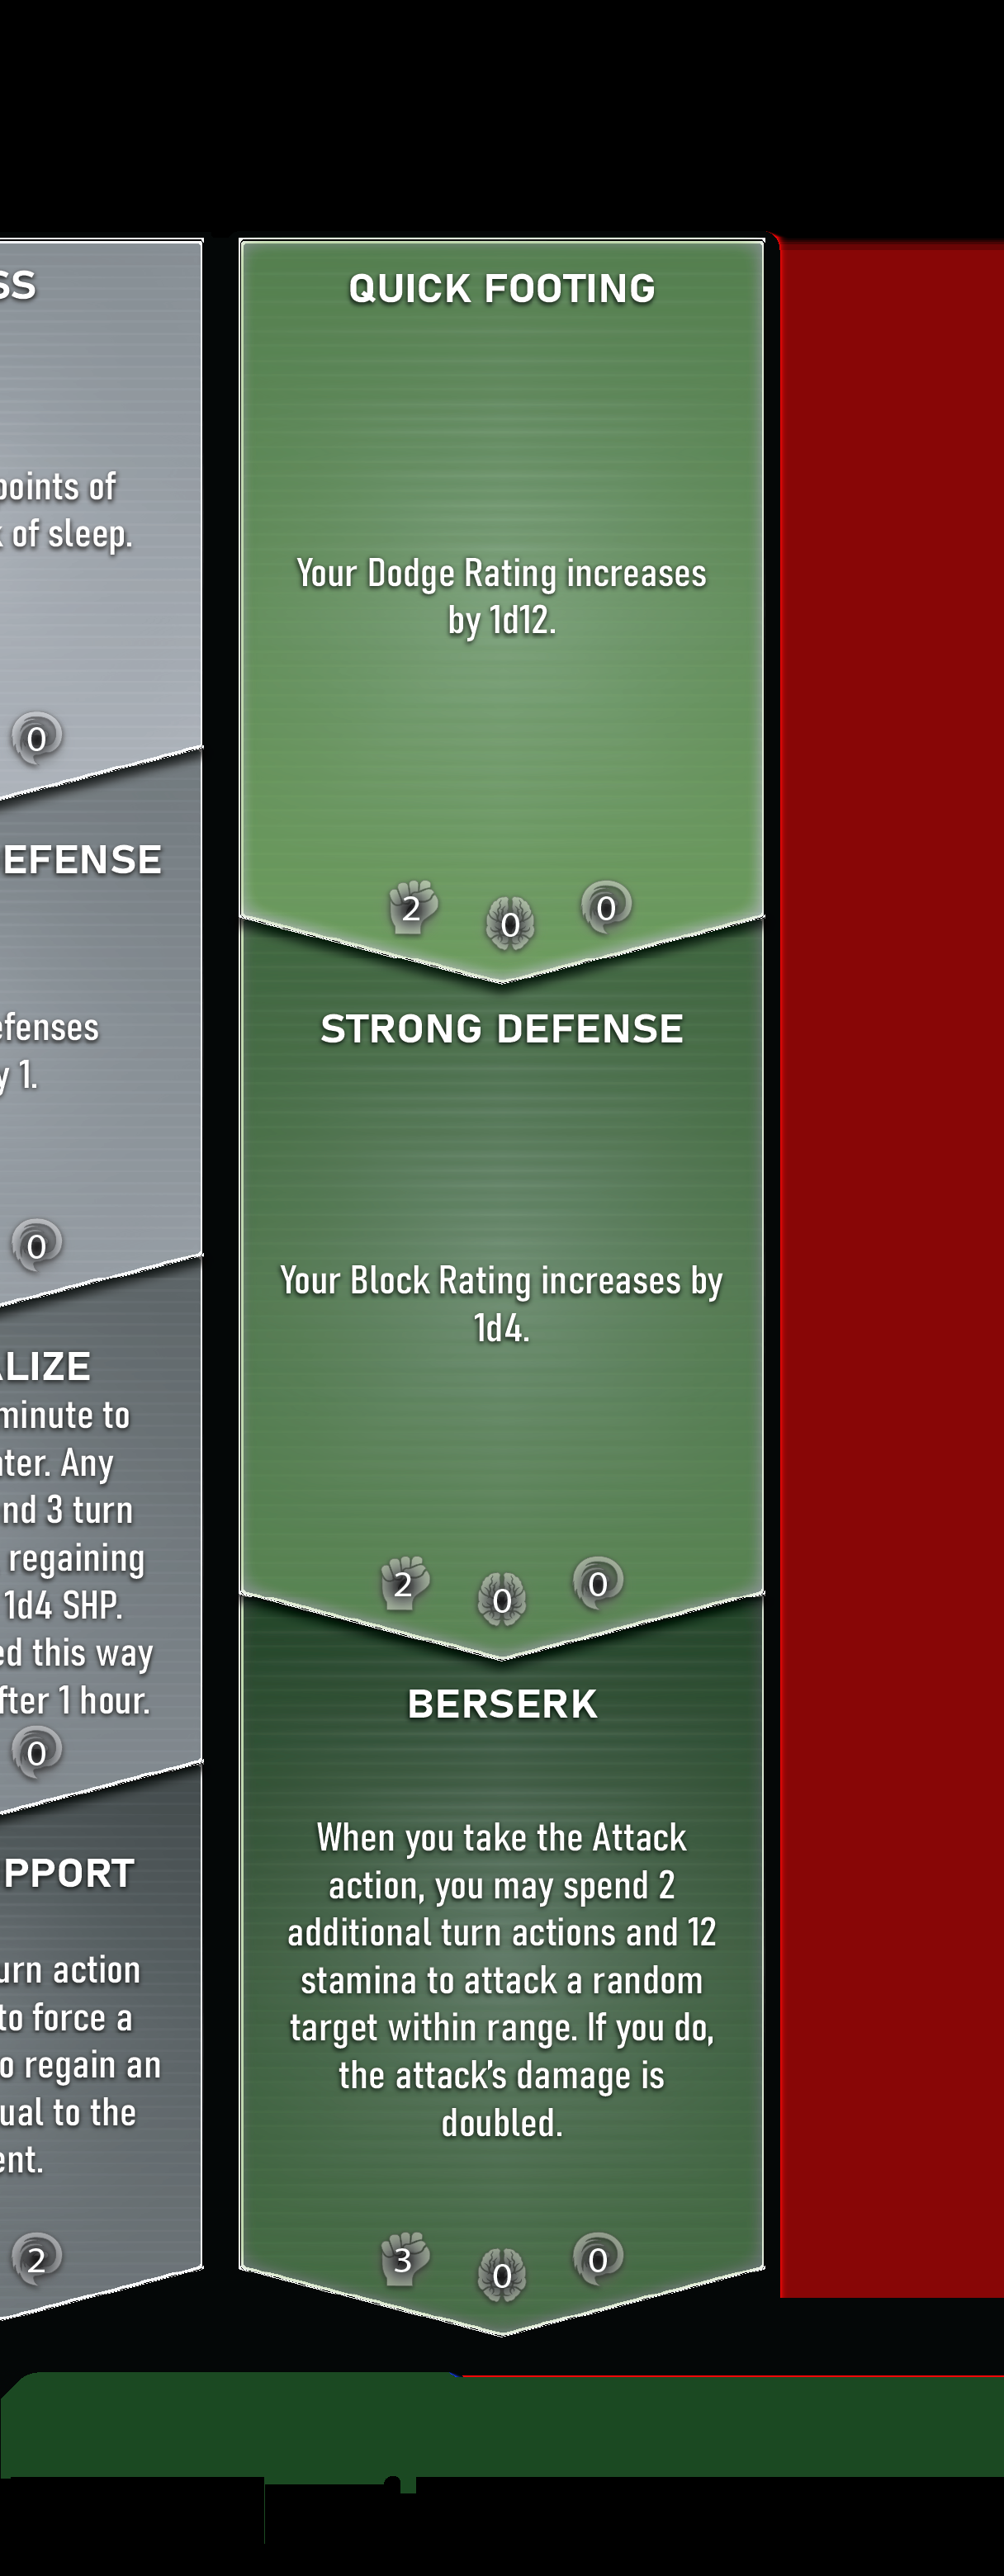 SS
points of
of sleep.
0
EFENSE
efenses
y 1.
0
ALIZE
minute to
ater. Any
nd 3 turn
regaining
1d4 SHP.
ed this way
fter 1 hour.
0
PPORT
urn action
to force a
o regain an
ual to the
ent.
2
QUICK FOOTING
Your Dodge Rating increases
by 1d12.
2 0 0
STRONG DEFENSE
Your Block Rating increases by
1d4.
2 0 0
BERSERK
When you take the Attack
action, you may spend 2
additional turn actions and 12
stamina to attack a random
target within range. If you do,
the attack's damage is
doubled.
3 0 0